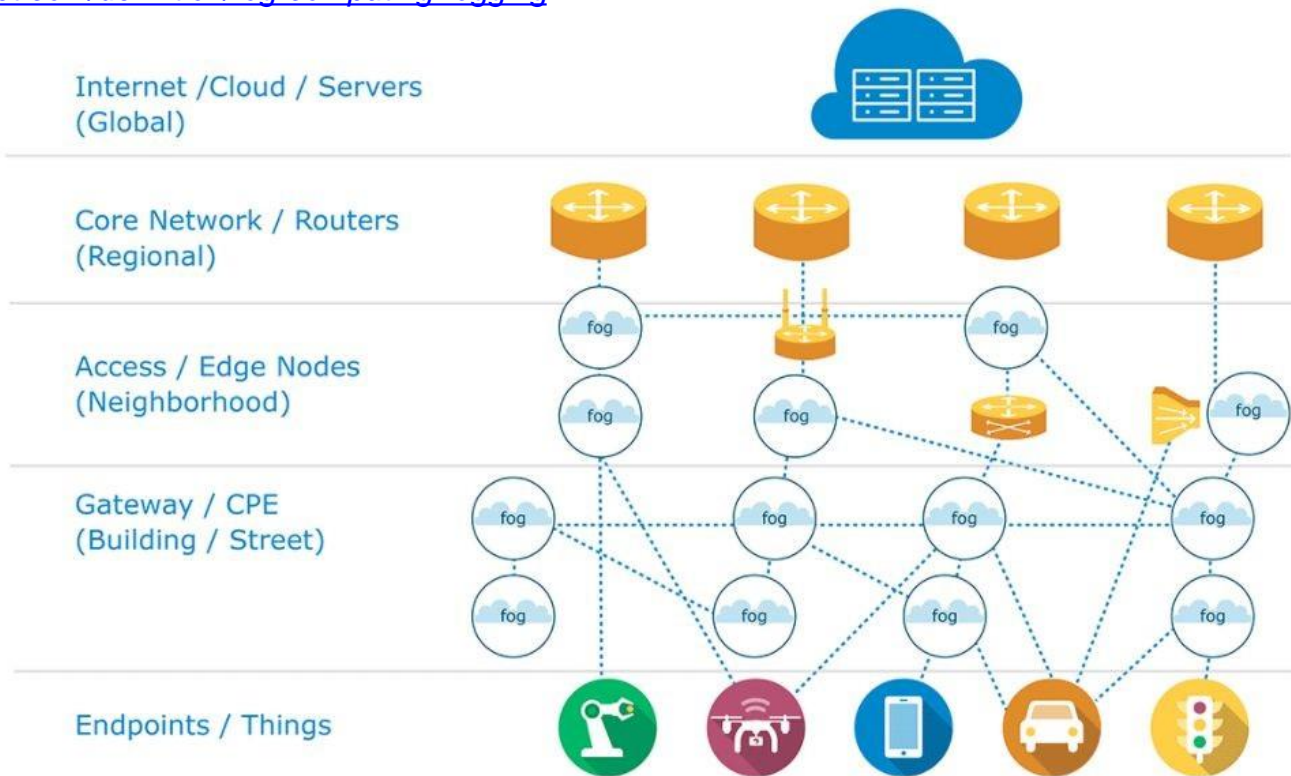 Internet /Cloud / Servers
(Global)
Core Network / Routers
(Regional)
fog
fog
Access / Edge Nodes
(Neighborhood)
fog
fog
fog
Gateway / CPE
(Building / Street)
fog
fog
fog
fog
fog
fog
fog
fog
Endpoints / Things